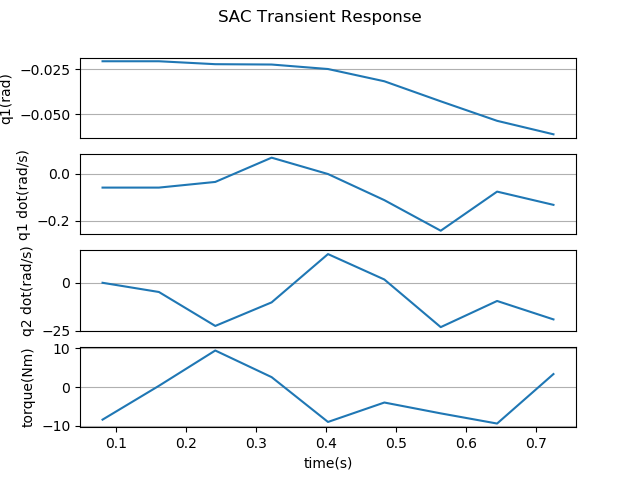 SAC Transient Response
q1(rad)
−0.025
−0.050
q1 dot(rad/s)
0.0
−0.2
q2 dot(rad/s)
0
−25
torque(Nm)
10
0
−10
0.1 0.2 0.3 0.4 0.5 0.6 0.7
time(s)